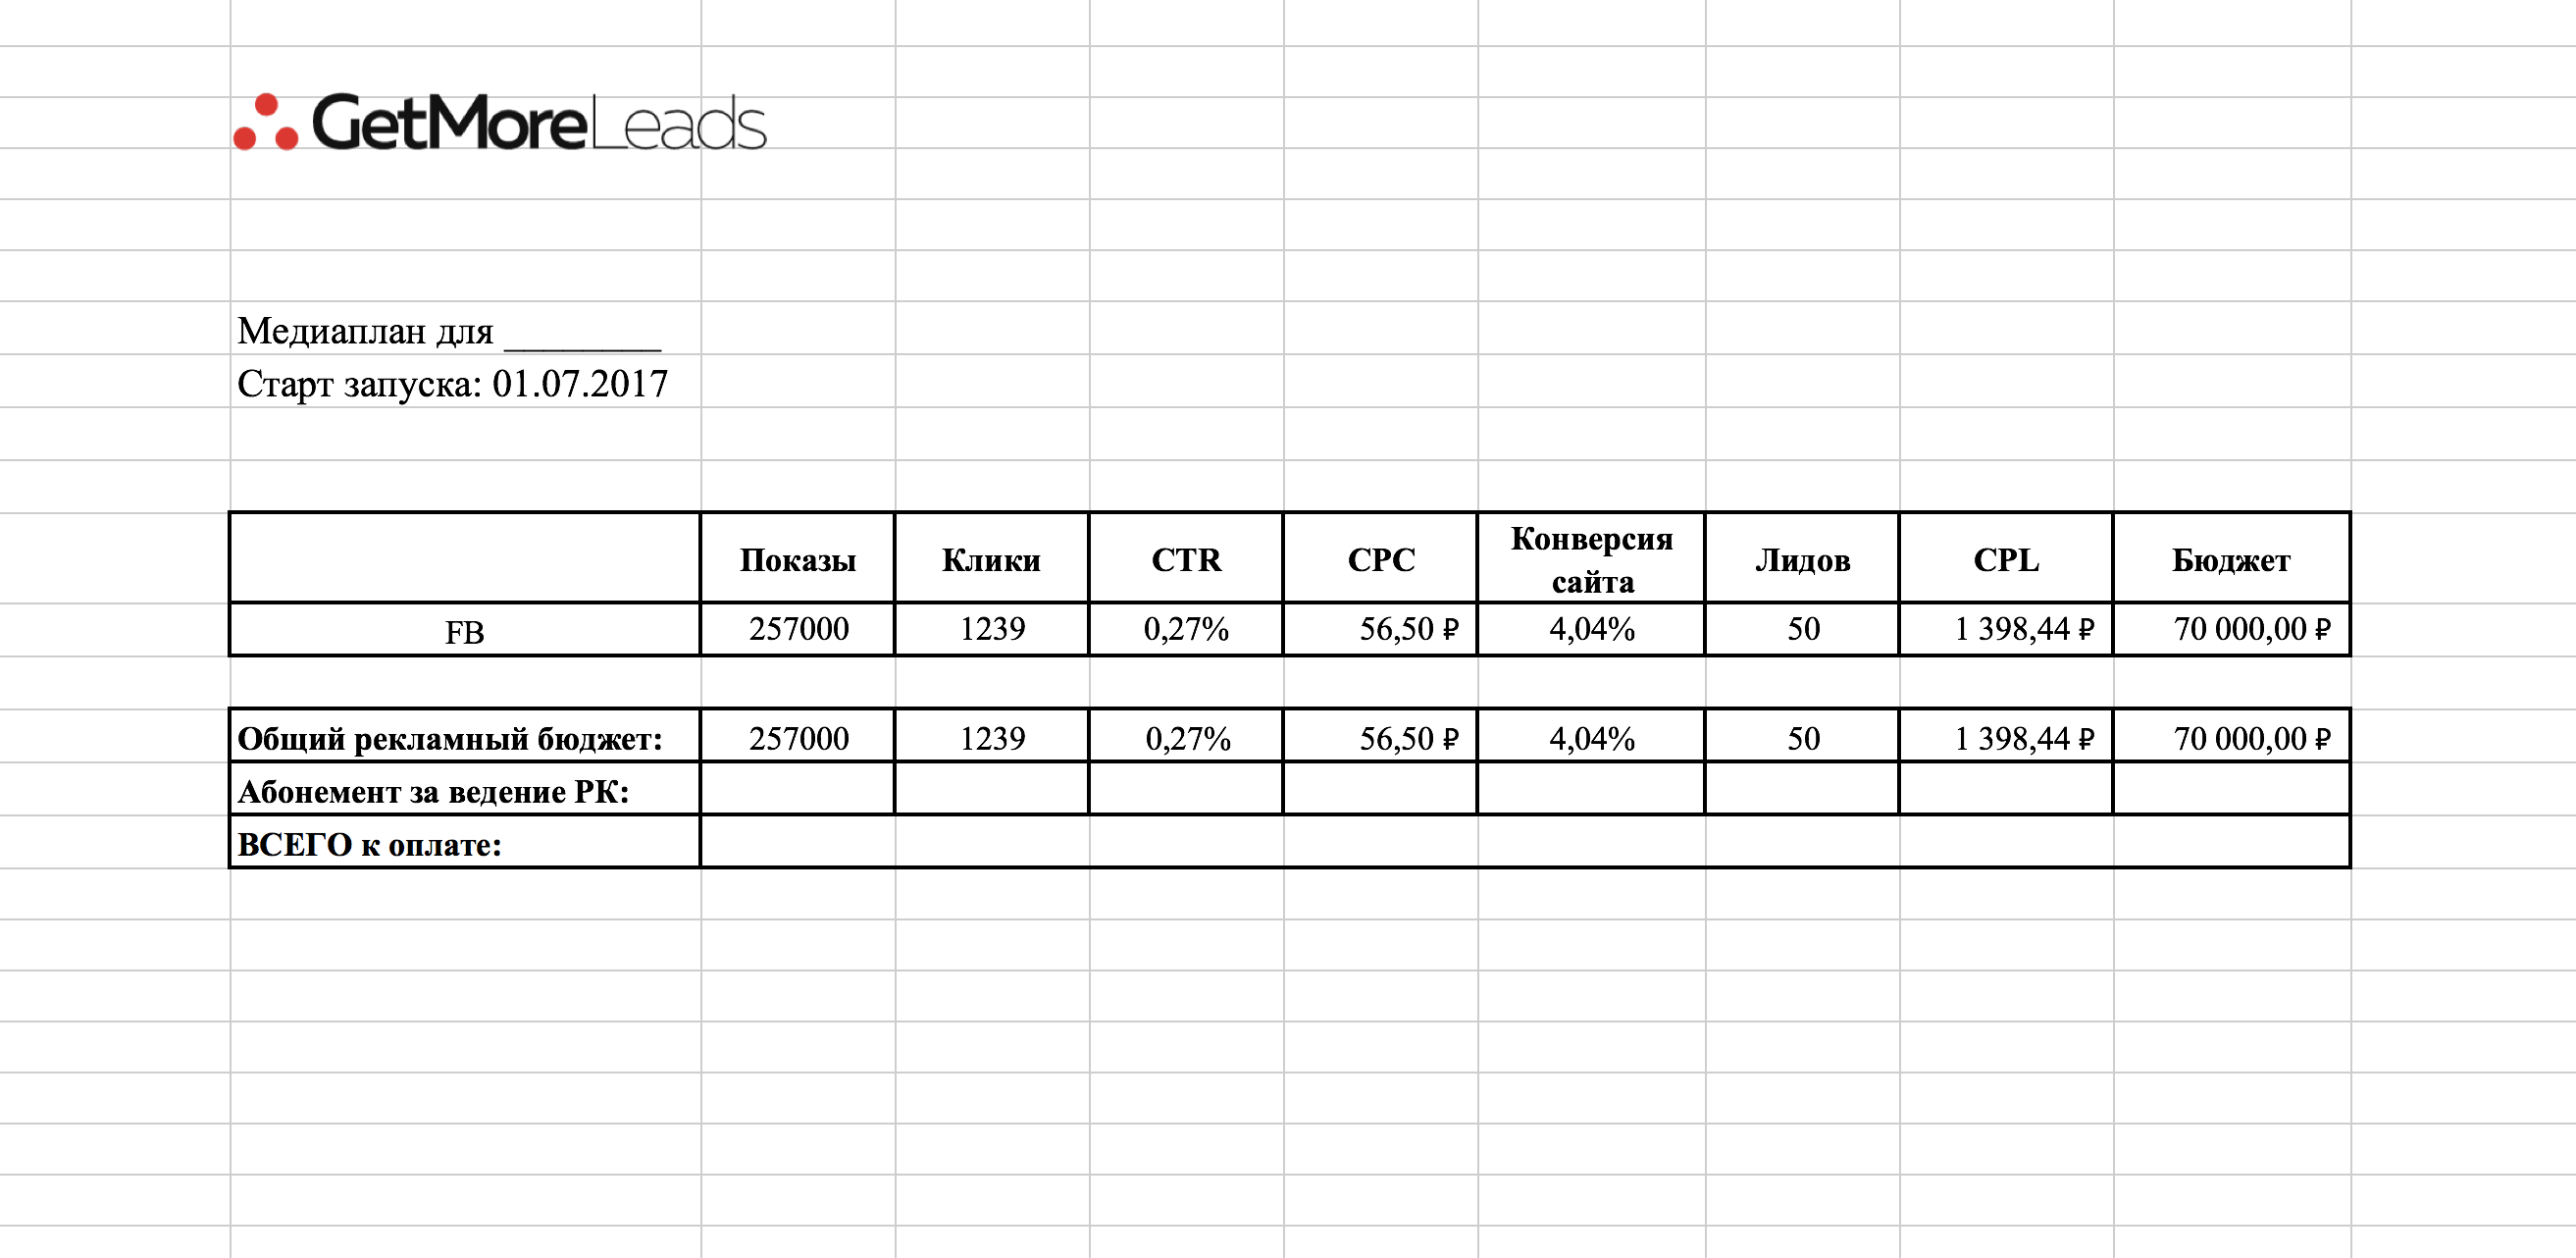 GetMoreLeads
Медиаплан для ________
Старт запуска: 01.07.2017
Показы Клики CTR CPC Конверсия сайта Лидов CPL Бюджет
FB 257000 1239 0,27% 56,50 ₽ 4,04% 50 1 398,44 ₽ 70 000,00 ₽
Общий рекламный бюджет: 257000 1239 0,27% 56,50 ₽ 4,04% 50 1 398,44 ₽ 70 000,00 ₽
Абонемент за ведение РК:
ВСЕГО к оплате: